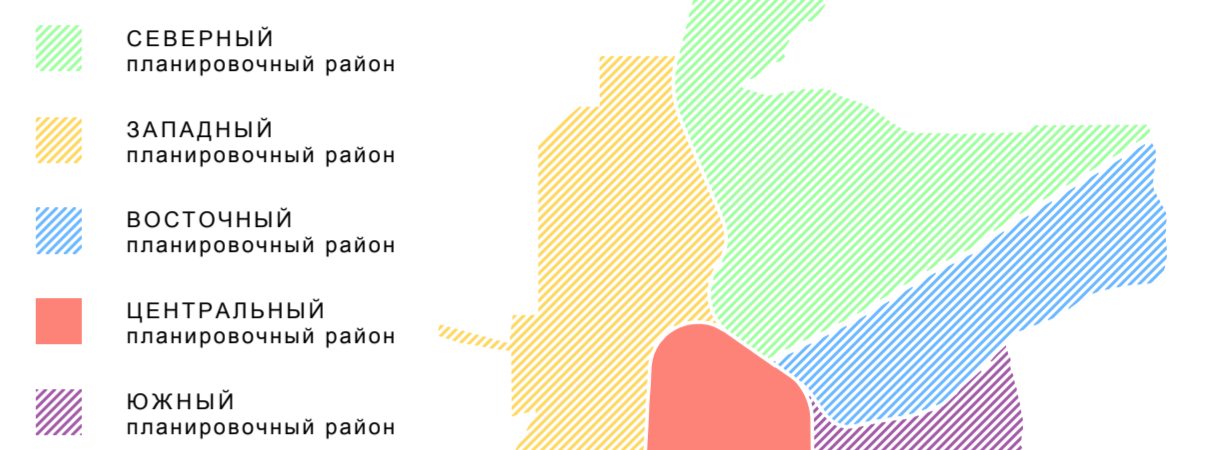 СЕВЕРНЫЙ
планировочный район
ЗАПАДНЫЙ
планировочный район
ВОСТОЧНЫЙ
планировочный район
ЦЕНТРАЛЬНЫЙ
планировочный район
ЮЖНЫЙ
планировочный район